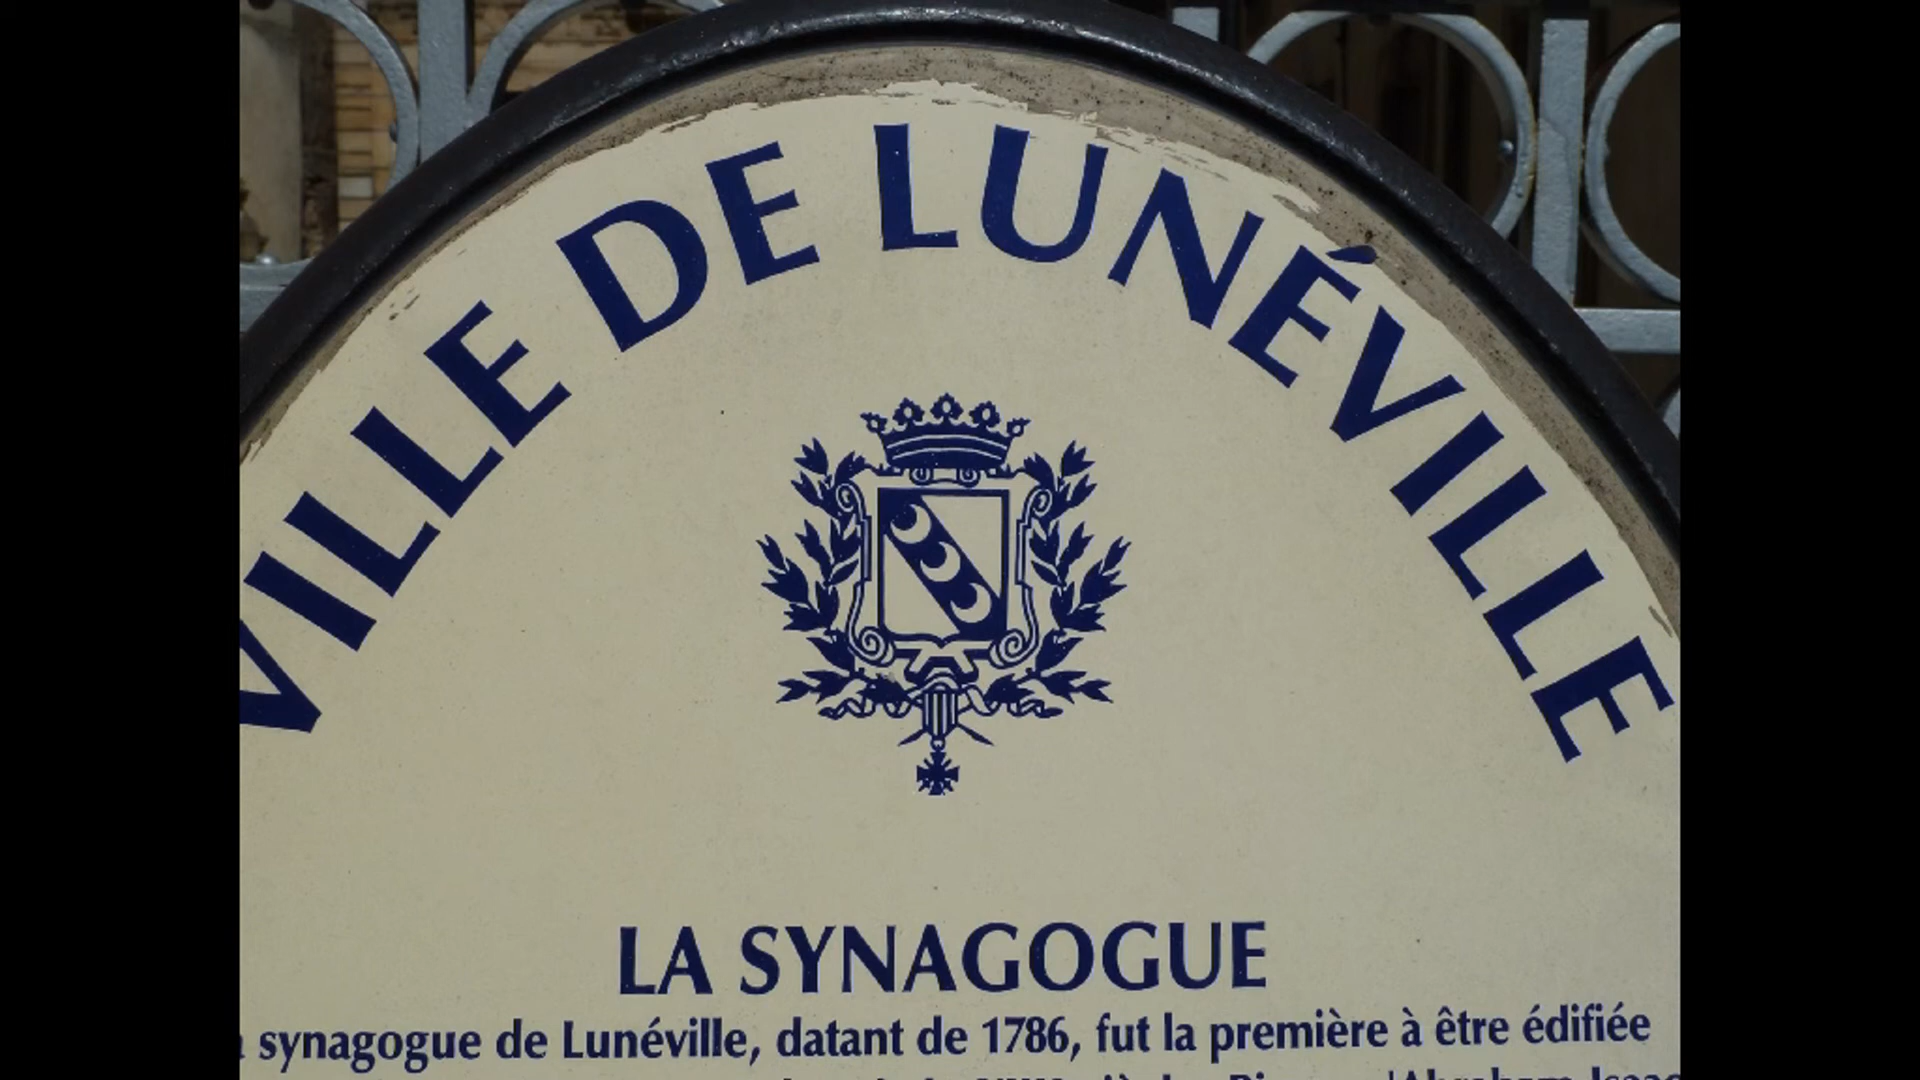 VILLE DE LUNÉVILLE
LA SYNAGOGUE
synagogue de Lunéville, datant de 1786, fut la première à être édifiée